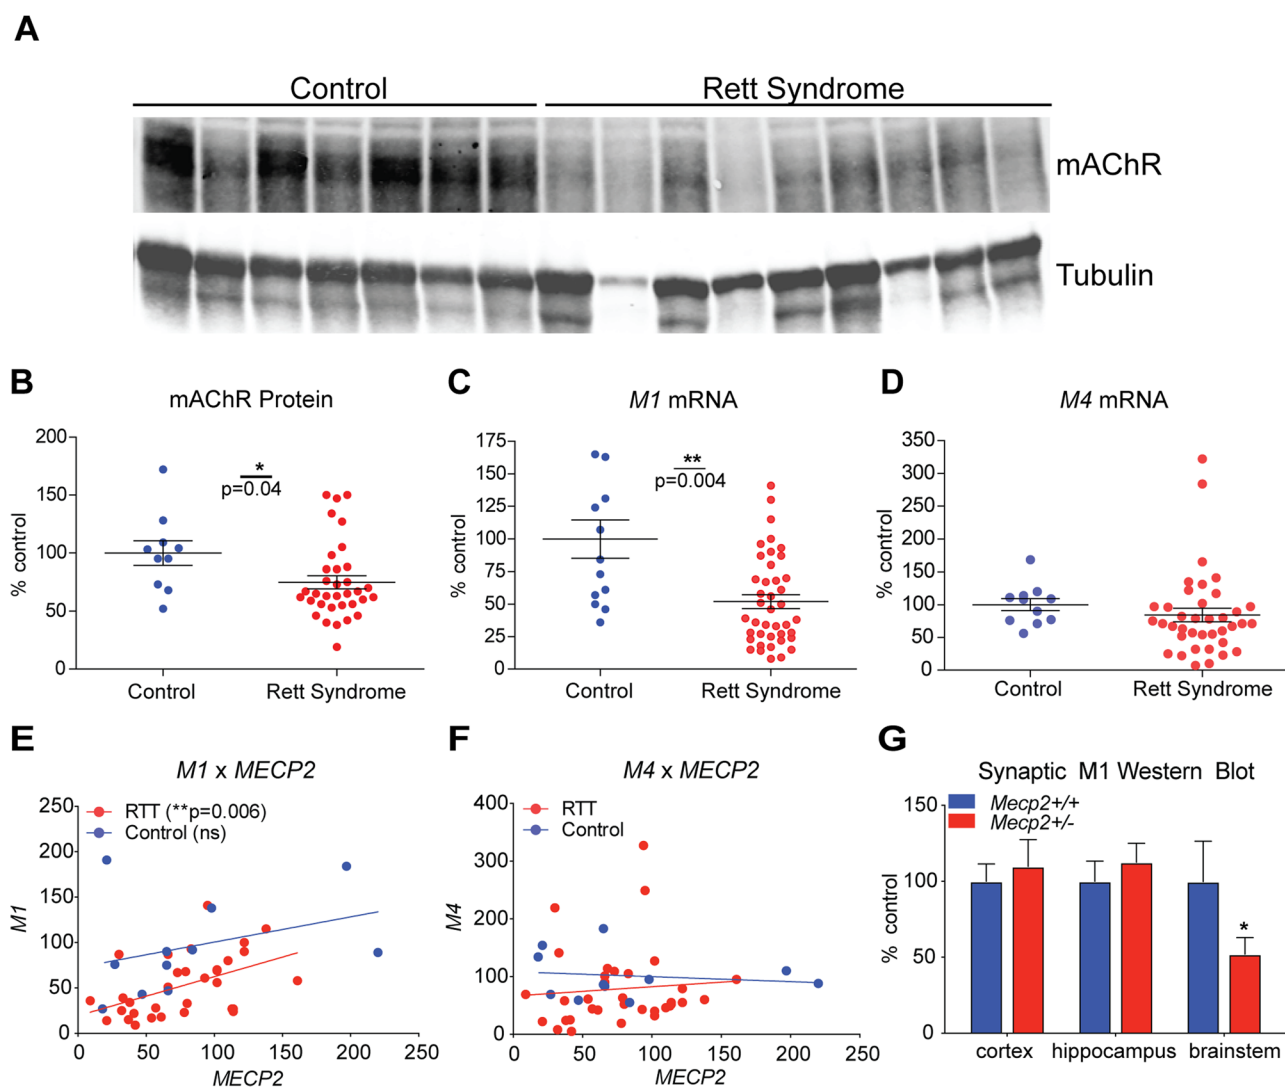 A
Control Rett Syndrome
mAChR
Tubulin
B
mAChR Protein
200
150
100
50
0
% control
*
p=0.04
Control Rett Syndrome
C
M1 mRNA
175
150
125
100
75
50
25
0
% control
**
p=0.004
Control Rett Syndrome
D
M4 mRNA
350
300
250
200
150
100
50
0
% control
Control Rett Syndrome
E
M1 x MECP2
RTT (**p=0.006)
Control (ns)
250
200
150
100
50
0
M1
0 50 100 150 200 250
MECP2
F
M4 x MECP2
RTT
Control
400
300
200
100
0
M4
0 50 100 150 200 250
MECP2
G
Synaptic M1 Western Blot
Mecp2+/+
Mecp2+/-
150
100
50
0
% control
*
cortex hippocampus brainstem